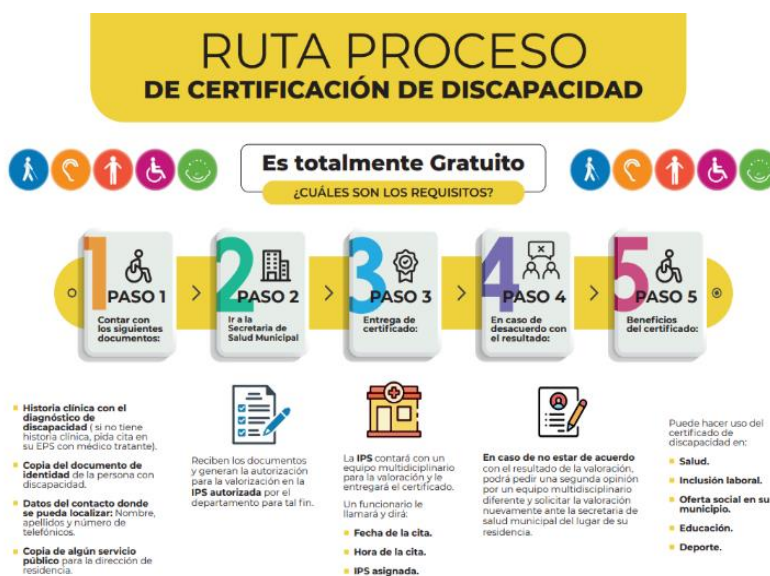 RUTA PROCESO
DE CERTIFICACIÓN DE DISCAPACIDAD
Es totalmente Gratuito
¿CUÁLES SON LOS REQUISITOS?
1
PASO 1
Contar con
los siguientes
documentos:
2
PASO 2
Ir a la
Secretaria de
Salud Municipal
3
PASO 3
Entrega de
certificado:
4
PASO 4
En caso de
desacuerdo con
el resultado:
5
PASO 5
Beneficios
del certificado:
Historia clínica con el
diagnóstico de
discapacidad ( si no tiene
historia clínica, pida cita en
su EPS con médico tratante).
Copia del documento de
identidad de la persona con
discapacidad.
Datos del contacto donde
se pueda localizar: Nombre,
apellidos y número de
telefónicos.
Copia de algún servicio
público para la dirección de
residencia.
Reciben los documentos
y generan la autorización
para la valorización en la
IPS autorizada por el
departamento para tal fin.
La IPS contará con un
equipo multidiciplinario
para la valoración y le
entregará el certificado.
Un funcionario le
llamará y dirá:
Fecha de la cita.
Hora de la cita.
IPS asignada.
En caso de no estar de acuerdo
con el resultado de la valoración,
podrá pedir una segunda opinión
por un equipo multidisciplinario
diferente y solicitar la valoración
nuevamente ante la secretaria de
salud municipal del lugar de su
residencia.
Puede hacer uso del
certificado de
discapacidad en:
Salud.
Inclusión laboral.
Oferta social en su
municipio.
Educación.
Deporte.